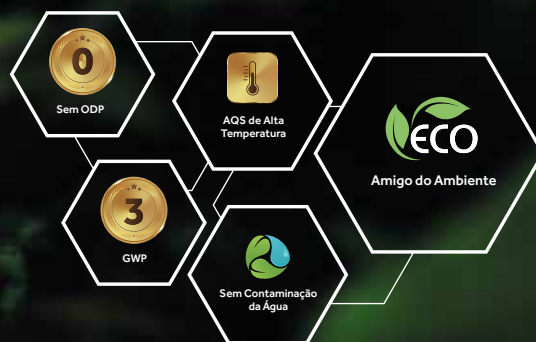 0
Sem ODP
AQS de Alta
Temperatura
ECO
Amigo do Ambiente
3
GWP
Sem Contaminação
da Água